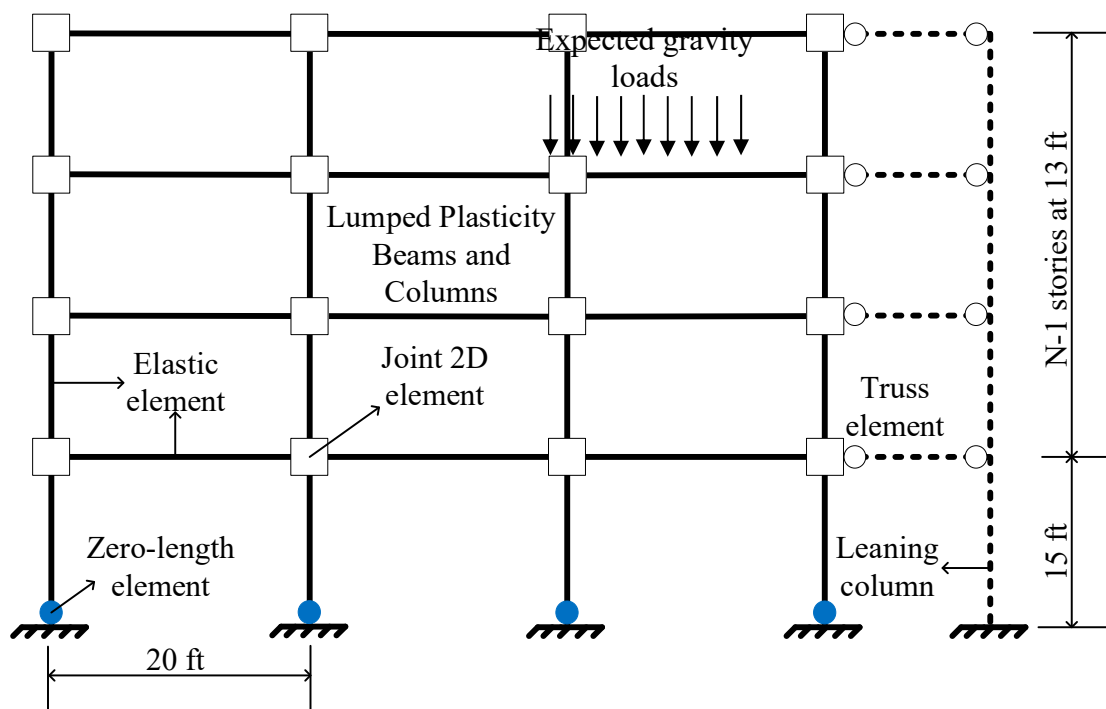 Expected gravity
loads
N-1 stories at 13 ft
Lumped Plasticity
Beams and
Columns
Elastic
element
Joint 2D
element
Truss
element
Zero-length
element
Leaning
column
15 ft
20 ft